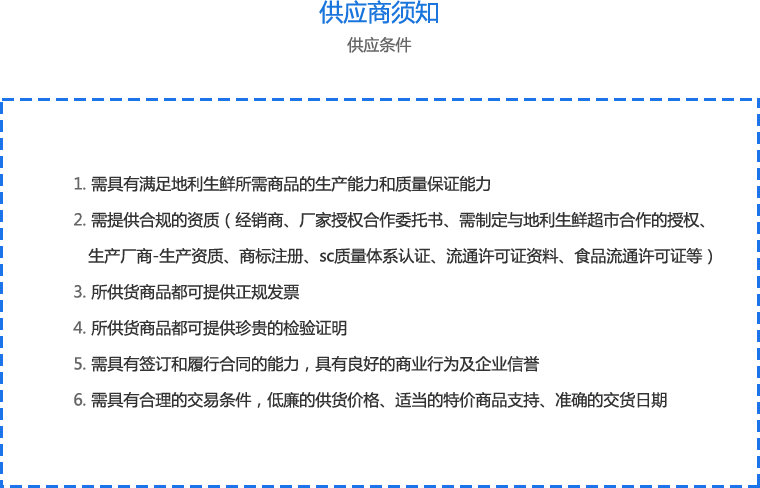 供应商须知
供应条件
1. 需具有满足地利生鲜所需商品的生产能力和质量保证能力
2. 需提供合规的资质（经销商、厂家授权合作委托书、需制定与地利生鲜超市合作的授权、
生产厂商-生产资质、商标注册、sc质量体系认证、流通许可证资料、食品流通许可证等）
3. 所供货商品都可提供正规发票
4. 所供货商品都可提供珍贵的检验证明
5. 需具有签订和履行合同的能力，具有良好的商业行为及企业信誉
6. 需具有合理的交易条件，低廉的供货价格、适当的特价商品支持、准确的交货日期